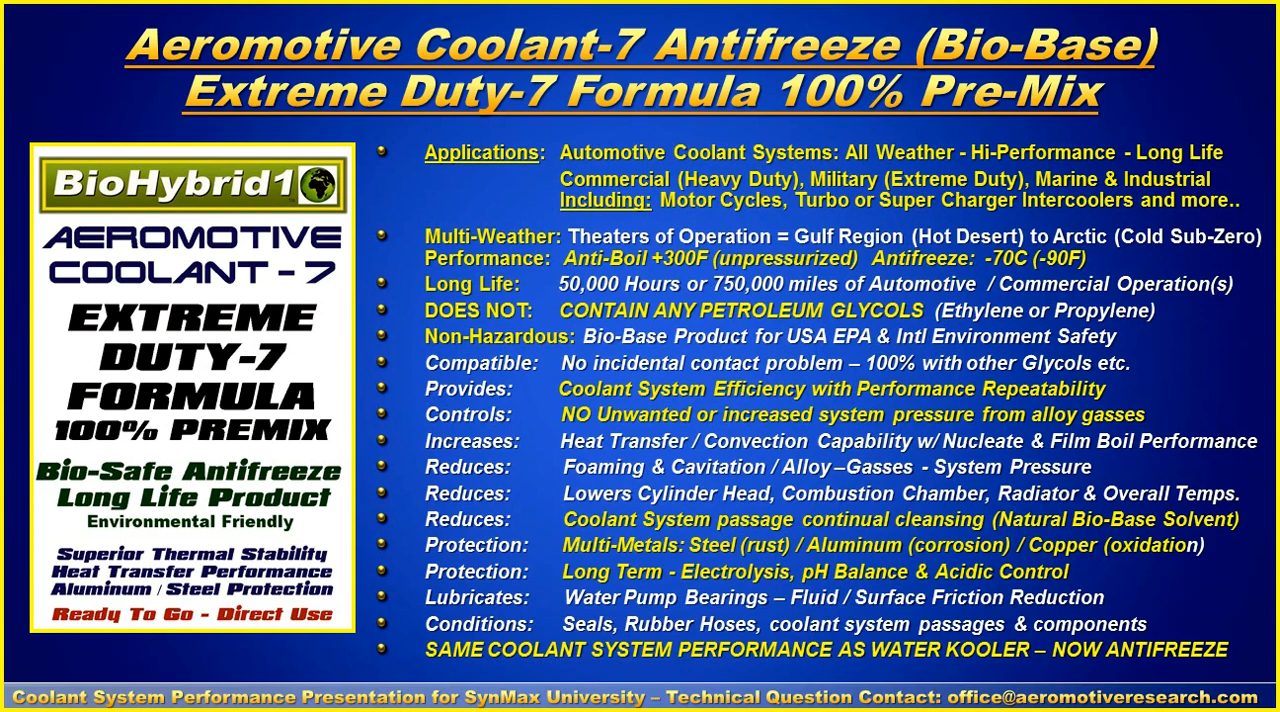 Aeromotive Coolant-7 Antifreeze (Bio-Base)
Extreme Duty-7 Formula 100% Pre-Mix
BioHybrid1
AEROMOTIVE
COOLANT - 7
EXTREME
DUTY-7
FORMULA
100% PREMIX
Bio-Safe Antifreeze
Long Life Product
Environmental Friendly
Superior Thermal Stability
Heat Transfer Performance
Aluminum / Steel Protection
Ready To Go - Direct Use
Applications: Automotive Coolant Systems: All Weather - Hi-Performance - Long Life
Commercial (Heavy Duty), Military (Extreme Duty), Marine & Industrial
Including: Motor Cycles, Turbo or Super Charger Intercoolers and more..
Multi-Weather: Theaters of Operation = Gulf Region (Hot Desert) to Arctic (Cold Sub-Zero)
Performance: Anti-Boil +300F (unpressurized) Antifreeze: -70C (-90F)
Long Life: 50,000 Hours or 750,000 miles of Automotive / Commercial Operation(s)
DOES NOT: CONTAIN ANY PETROLEUM GLYCOLS (Ethylene or Propylene)
Non-Hazardous: Bio-Base Product for USA EPA & Intl Environment Safety
Compatible: No incidental contact problem – 100% with other Glycols etc.
Provides: Coolant System Efficiency with Performance Repeatability
Controls: NO Unwanted or increased system pressure from alloy gasses
Increases: Heat Transfer / Convection Capability w/ Nucleate & Film Boil Performance
Reduces: Foaming & Cavitation / Alloy –Gasses - System Pressure
Reduces: Lowers Cylinder Head, Combustion Chamber, Radiator & Overall Temps.
Reduces: Coolant System passage continual cleansing (Natural Bio-Base Solvent)
Protection: Multi-Metals: Steel (rust) / Aluminum (corrosion) / Copper (oxidation)
Protection: Long Term - Electrolysis, pH Balance & Acidic Control
Lubricates: Water Pump Bearings – Fluid / Surface Friction Reduction
Conditions: Seals, Rubber Hoses, coolant system passages & components
SAME COOLANT SYSTEM PERFORMANCE AS WATER KOOLER – NOW ANTIFREEZE
Coolant System Performance Presentation for SynMax University – Technical Question Contact: office@aeromotiveresearch.com